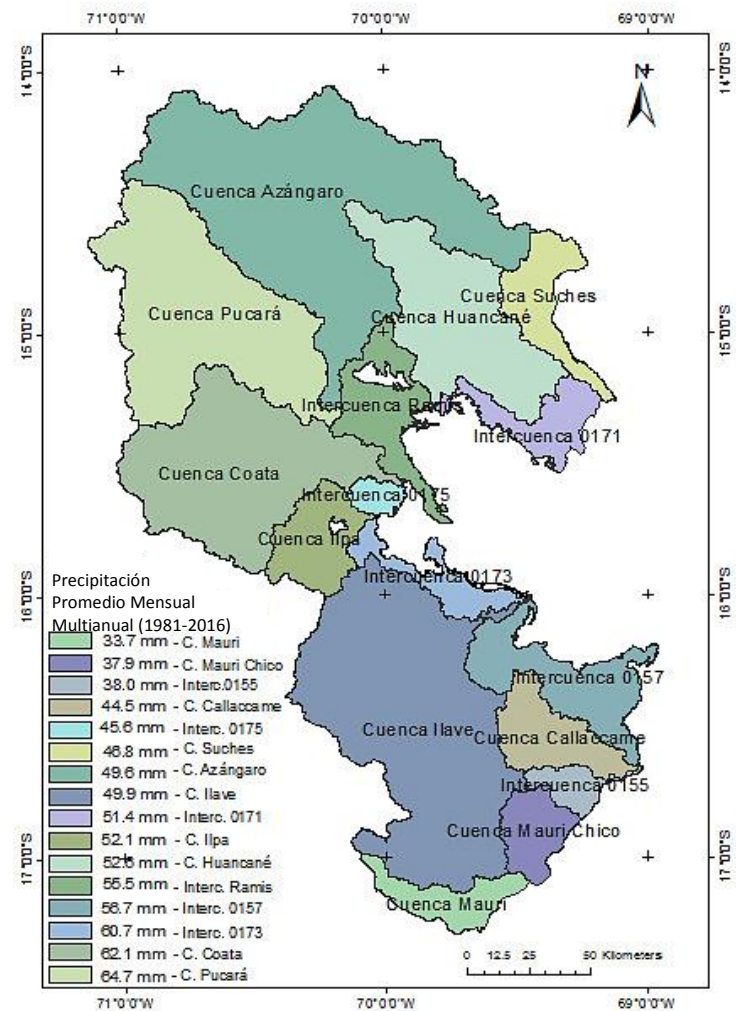 71°0'0"W 70°0'0"W 69°0'0"W
14°0'0"S 14°0'0"S
N
Cuenca Azángaro
Cuenca Suches
Cuenca Pucará
Cuenca Huancané
15°0'0"S 15°0'0"S
Intercuenca Ramis
Intercuenca 0171
Cuenca Coata
Intercuenca 0175
Cuenca Ilpa
Intercuenca 0173
16°0'0"S 16°0'0"S
Precipitación
Promedio Mensual
Multianual (1981-2016)
33.7 mm - C. Mauri
37.9 mm - C. Mauri Chico
38.0 mm - Interc.0155
44.5 mm - C. Callaccame
45.6 mm - Interc. 0175
46.8 mm - C. Suches
49.6 mm - C. Azángaro
49.9 mm - C. Ilave
51.4 mm - Interc. 0171
52.1 mm - C. Ilpa
mm - C. Huancané
55.5 mm - Interc. Ramis
56.7 mm - Interc. 0157
60.7 mm - Interc. 0173
62.1 mm - C. Coata
64.7 mm - C. Pucará
Intercuenca 0157
Cuenca Ilave
Cuenca Callaccame
Intercuenca 0155
Cuenca Mauri Chico
17°0'0"S 17°0'0"S
Cuenca Mauri
0 12.5 25 50 Kilometers
71°0'0"W 70°0'0"W 69°0'0"W